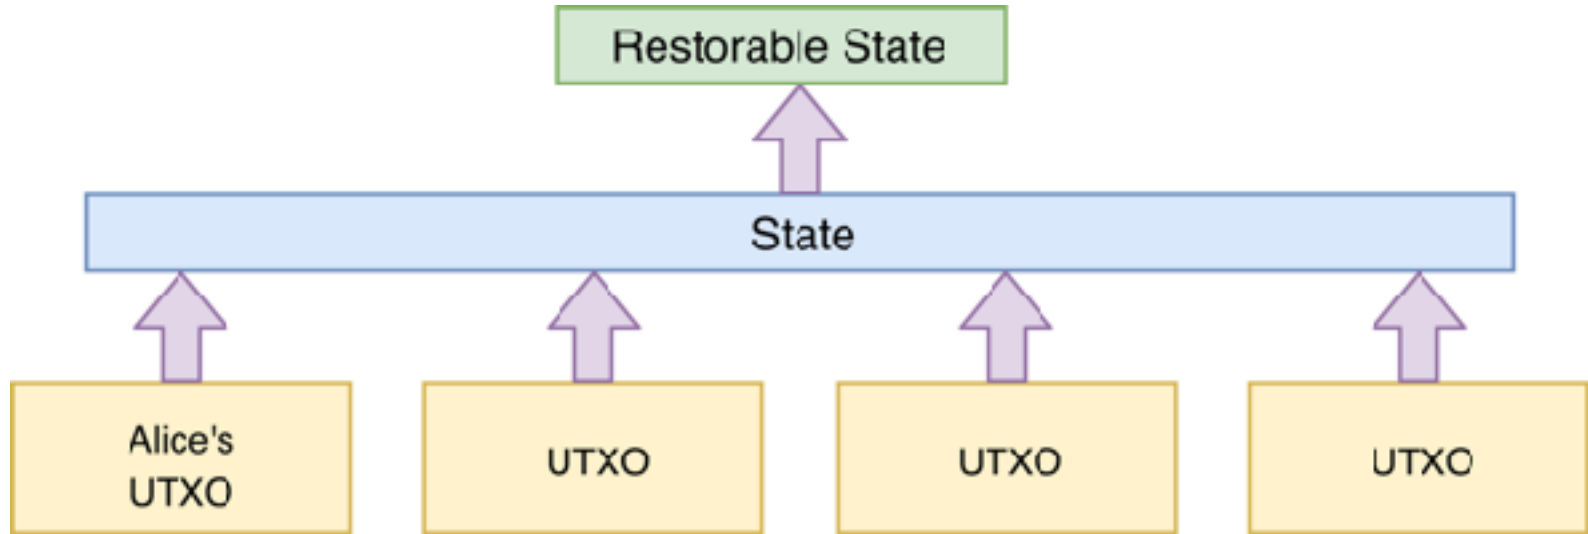 Restorable State
State
Alice's
UTXO
UTXO
UTXO
UTXO